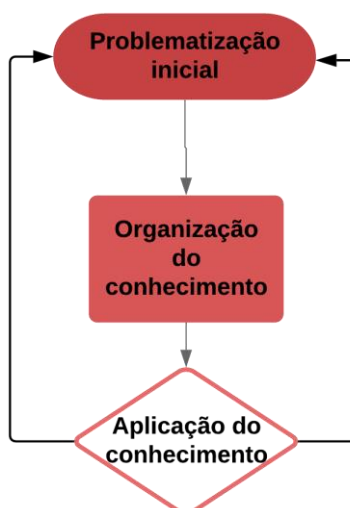 Problematização
inicial
Organização
do
conhecimento
Aplicação do
conhecimento